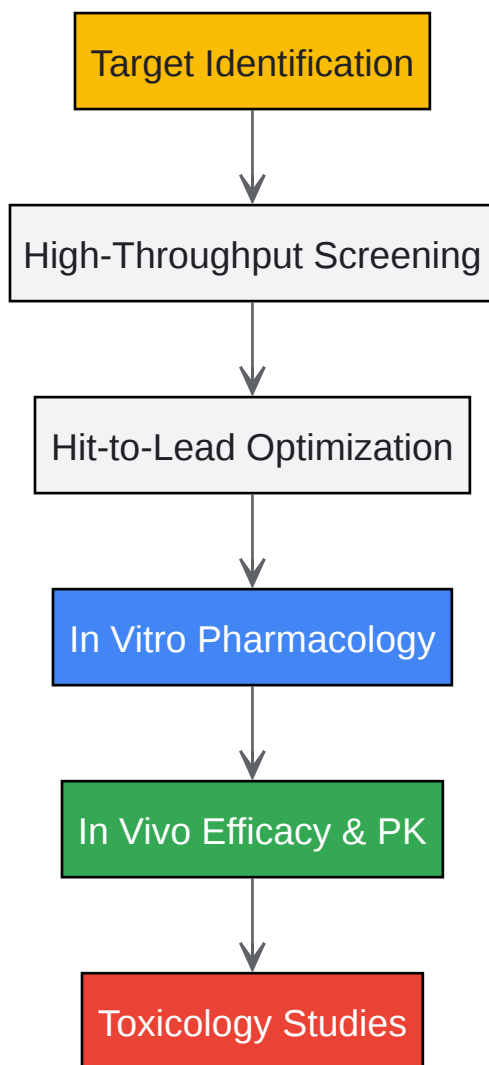 Target Identification
High-Throughput Screening
Hit-to-Lead Optimization
In Vitro Pharmacology
In Vivo Efficacy & PK
Toxicology Studies